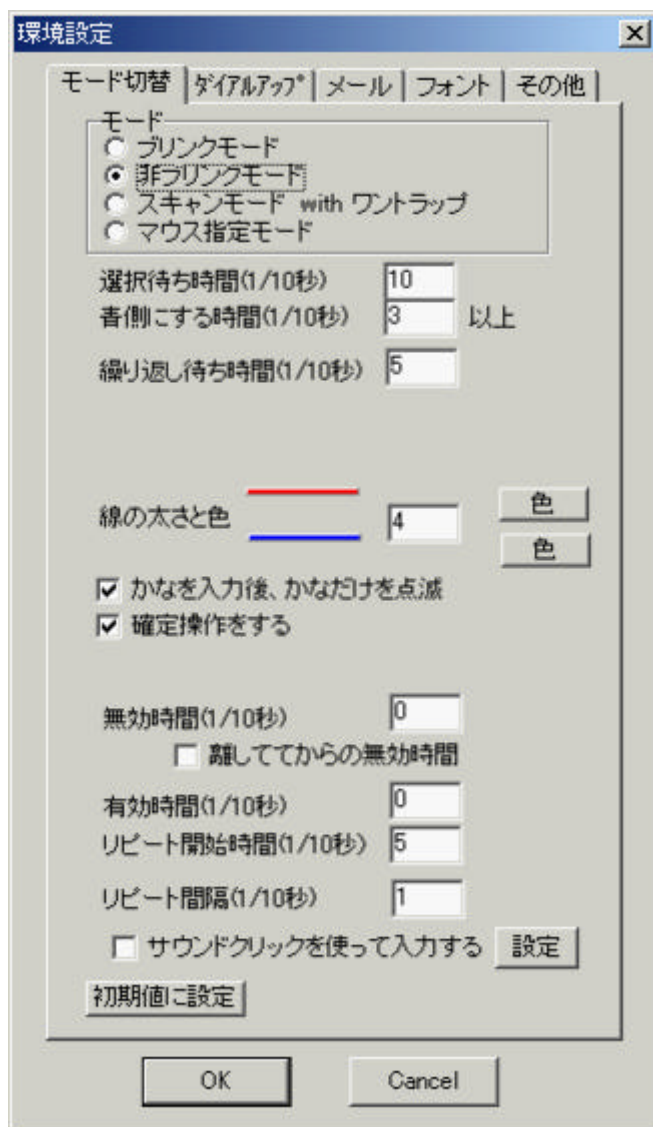 環境設定
モード切替 ﾀﾞｲｱﾙｱｯﾌﾟ メール フォント その他
モード
ブリンクモード
非ブリンクモード
スキャンモード with ワントラップ
マウス指定モード
選択待ち時間(1/10秒) 10
青側にする時間(1/10秒) 3 以上
繰り返し待ち時間(1/10秒) 5
色
線の太さと色 4
色
かなを入力後、かなだけを点滅
確定操作をする
無効時間(1/10秒) 0
離しててからの無効時間
有効時間(1/10秒) 0
リピート開始時間(1/10秒) 5
リピート間隔(1/10秒) 1
サウンドクリックを使って入力する 設定
初期値に設定
OK Cancel